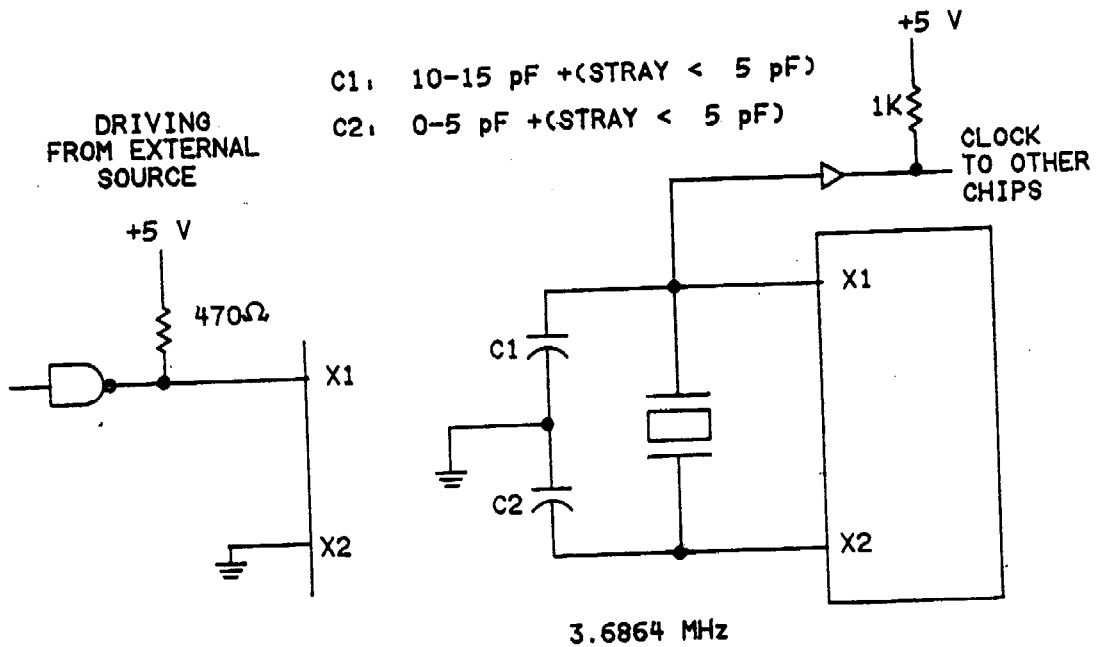 +5 V
C1: 10-15 pF +(STRAY < 5 pF)
C2: 0-5 pF +(STRAY < 5 pF)
1K
CLOCK
TO OTHER
CHIPS
DRIVING
FROM EXTERNAL
SOURCE
+5 V
470Ω
X1
X2
C1
C2
X1
X2
3.6864 MHz